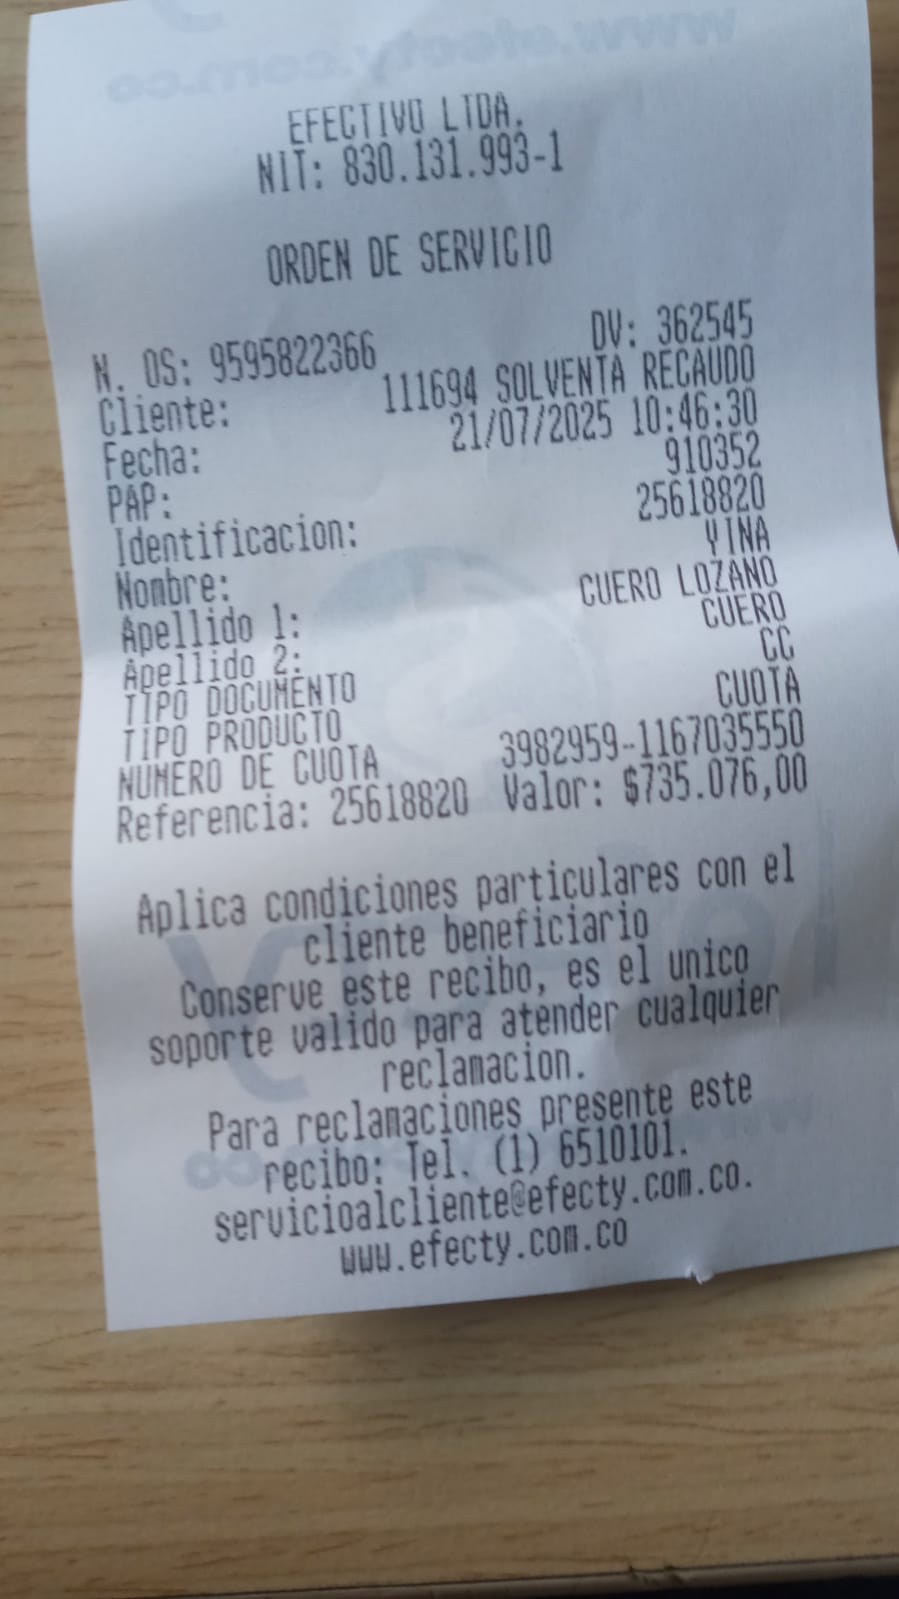 EFECTIVO LTDA.
NIT: 830.131.993-1
ORDEN DE SERVICIO
N. OS: 9595822366 DV: 362545
Cliente: 111694 SOLVENTA RECAUDO
Fecha: 21/07/2025 10:46:30
PAP: 910352
Identificacion: 25618820
Nombre: YINA
Apellido 1: CUERO LOZANO
Apellido 2: CUERO
TIPO DOCUMENTO CC
TIPO PRODUCTO CUOTA
NUMERO DE CUOTA 3982959-1167035550
Referencia: 25618820 Valor: $735.076,00
Aplica condiciones particulares con el
cliente beneficiario
Conserve este recibo, es el unico
soporte valido para atender cualquier
reclamacion.
Para reclamaciones presente este
recibo: Tel. (1) 6510101.
servicioalcliente@efecty.com.co.
www.efecty.com.co